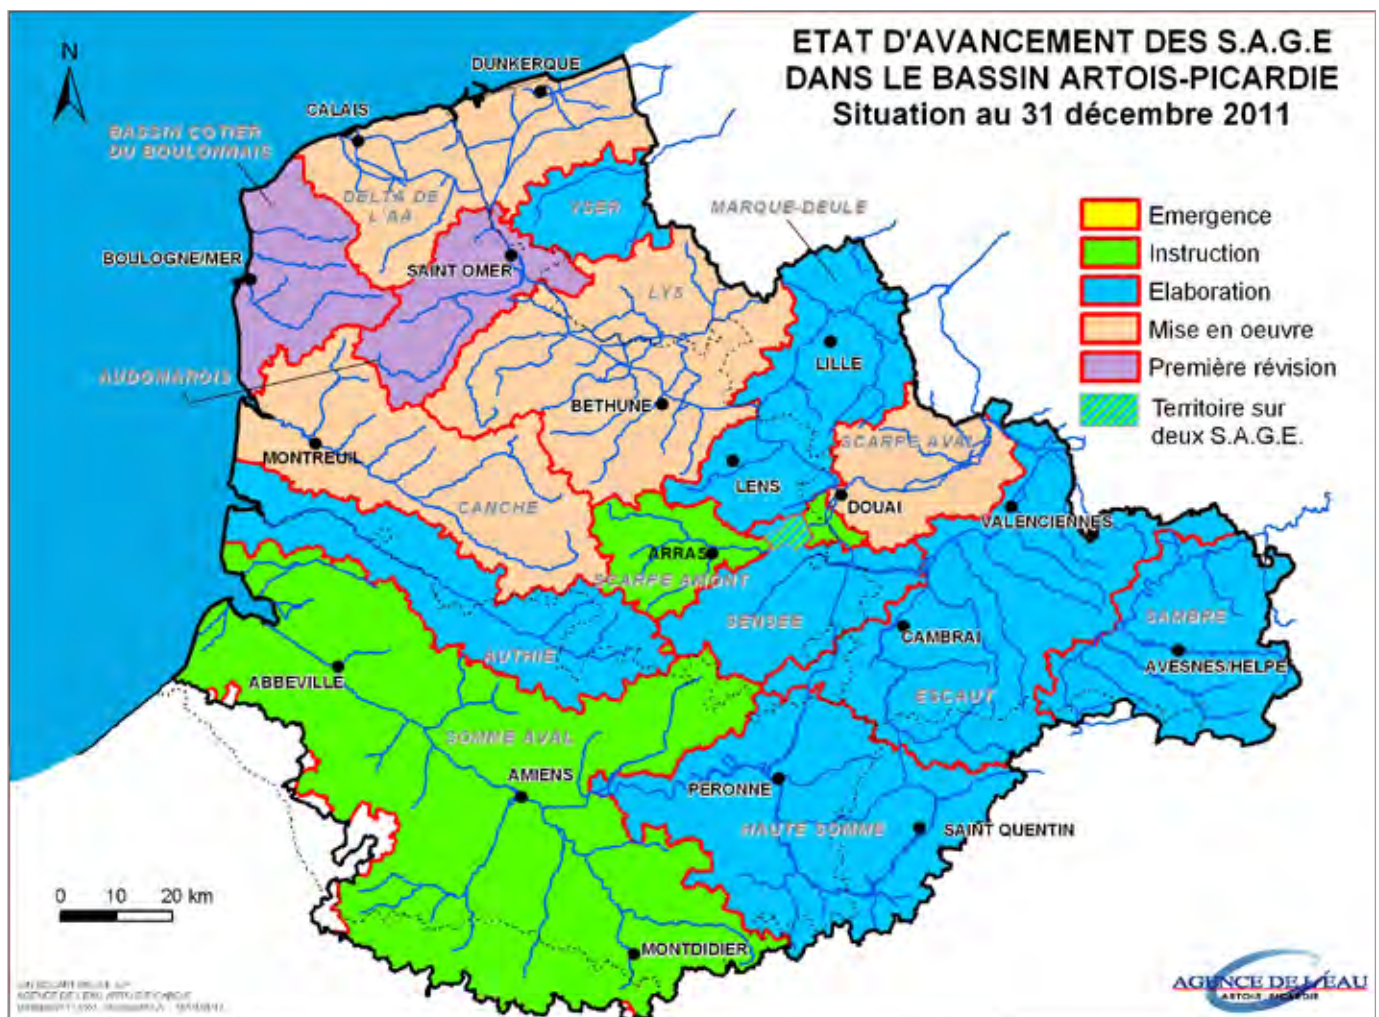 ETAT D'AVANCEMENT DES S.A.G.E
DANS LE BASSIN ARTOIS-PICARDIE
Situation au 31 décembre 2011
N
DUNKERQUE
CALAIS
BASSIN COTIER
DU BOULONNAIS
DELTA DE
L'AA
YSER
MARQUE-DEULE
BOULOGNE/MER
SAINT OMER
LYS
LILLE
AUDOMAROIS
BETHUNE
SCARPE AVAL
MONTREUIL
LENS
CANCHE
DOUAI
VALENCIENNES
ARRAS
SCARPE AMONT
SENSEE
CAMBRAI
SAMBRE
AUTHIE
AVESNES/HELPE
ABBEVILLE
ESCAUT
SOMME AVAL
AMIENS
PERONNE
HAUTE SOMME
SAINT QUENTIN
MONTDIDIER
Emergence
Instruction
Elaboration
Mise en oeuvre
Première révision
Territoire sur
deux S.A.G.E.
0 10 20 km
AGENCE DE L'EAU
ARTOIS PICARDIE